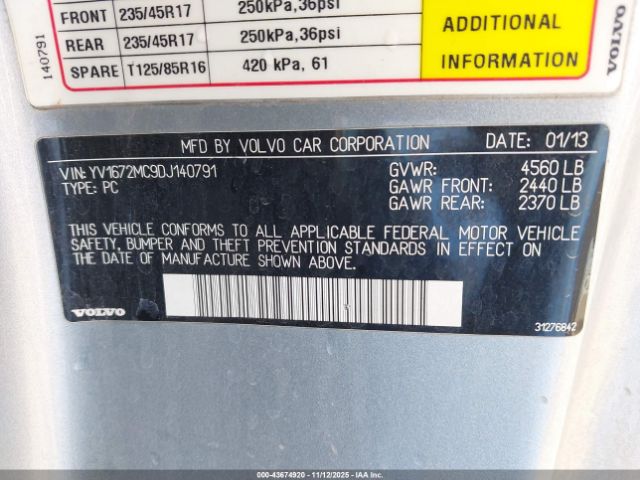 FRONT 235/45R17 250kPa,36psi
REAR 235/45R17 250kPa,36psi
SPARE T125/85R16 420 kPa, 61
ADDITIONAL
INFORMATION
140791
VOLVO
MFD BY VOLVO CAR CORPORATION DATE: 01/13
VIN: YV1672MC9DJ140791 GVWR: 4560 LB
TYPE: PC GAWR FRONT: 2440 LB
GAWR REAR: 2370 LB
THIS VEHICLE CONFORMS TO ALL APPLICABLE FEDERAL MOTOR VEHICLE
SAFETY, BUMPER AND THEFT PREVENTION STANDARDS IN EFFECT ON
THE DATE OF MANUFACTURE SHOWN ABOVE.
VOLVO
31276842
000-43674920 - 11/12/2025 - COPART